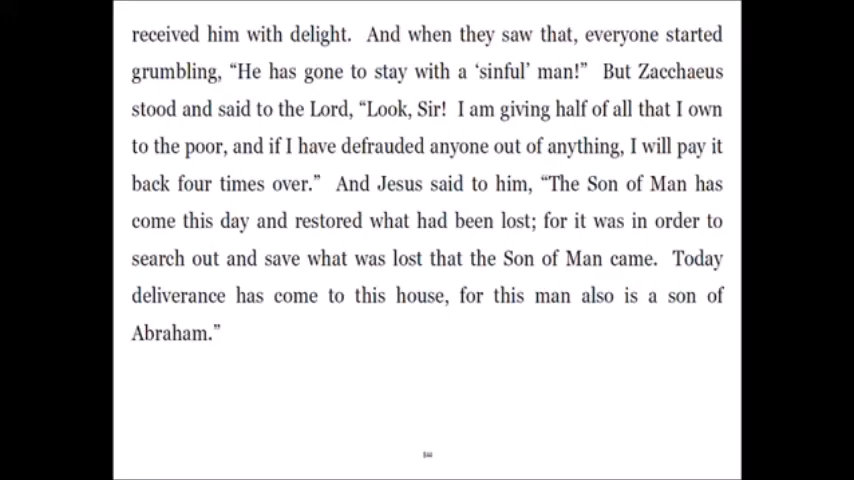 received him with delight. And when they saw that, everyone started
grumbling, “He has gone to stay with a ‘sinful’ man!” But Zacchaeus
stood and said to the Lord, “Look, Sir! I am giving half of all that I own
to the poor, and if I have defrauded anyone out of anything, I will pay it
back four times over.” And Jesus said to him, “The Son of Man has
come this day and restored what had been lost; for it was in order to
search out and save what was lost that the Son of Man came. Today
deliverance has come to this house, for this man also is a son of
Abraham.”